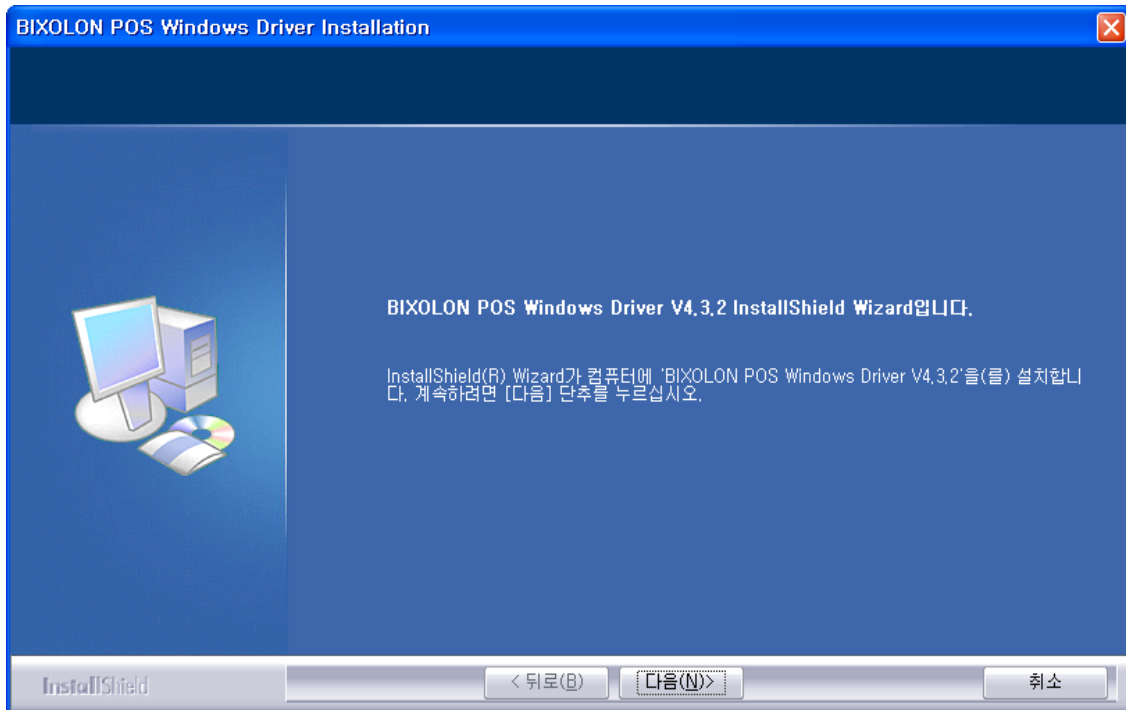 BIXOLON POS Windows Driver Installation
BIXOLON POS Windows Driver V4.3.2 InstallShield Wizard입니다.
InstallShield(R) Wizard가 컴퓨터에 'BIXOLON POS Windows Driver V4.3.2'을(를) 설치합니
다. 계속하려면 [다음] 단추를 누르십시오.
InstallShield
< 뒤로(B)
다음(N)>
취소